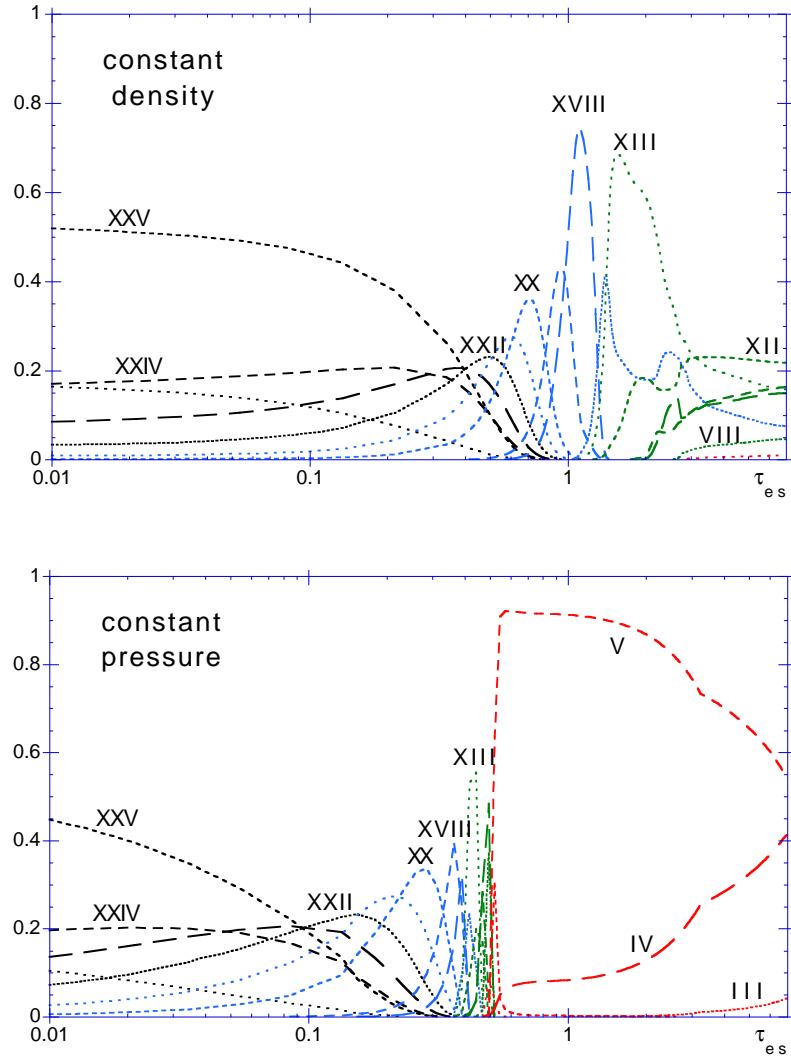 1
constant
density
XVIII
0.8
XIII
0.6
XXV
0.4
XX
XXII
XII
XXIV
0.2
VIII
0
0.01
0.1
1
τes
1
constant
pressure
V
0.8
0.6
XIII
XXV
XVIII
0.4
XX
XXII
XXIV
0.2
IV
III
0
0.01
0.1
1
τes